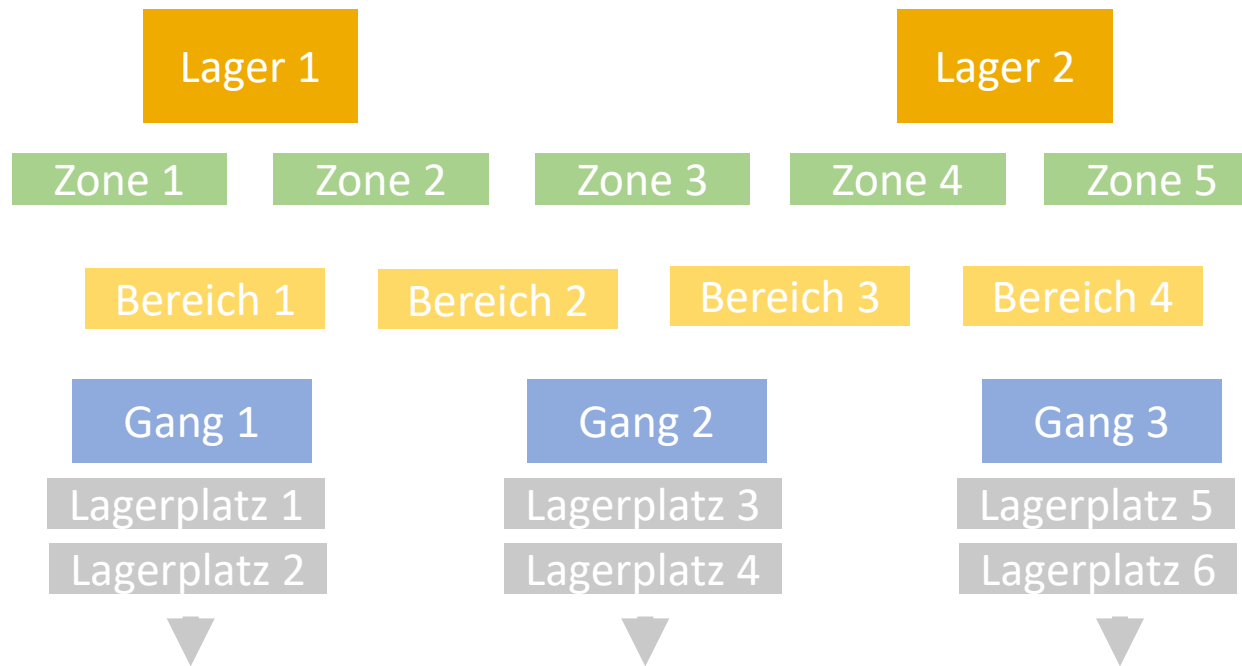 Lager 1
Lager 2
Zone 1
Zone 2
Zone 3
Zone 4
Zone 5
Bereich 1
Bereich 2
Bereich 3
Bereich 4
Gang 1
Gang 2
Gang 3
Lagerplatz 1
Lagerplatz 3
Lagerplatz 5
Lagerplatz 2
Lagerplatz 4
Lagerplatz 6